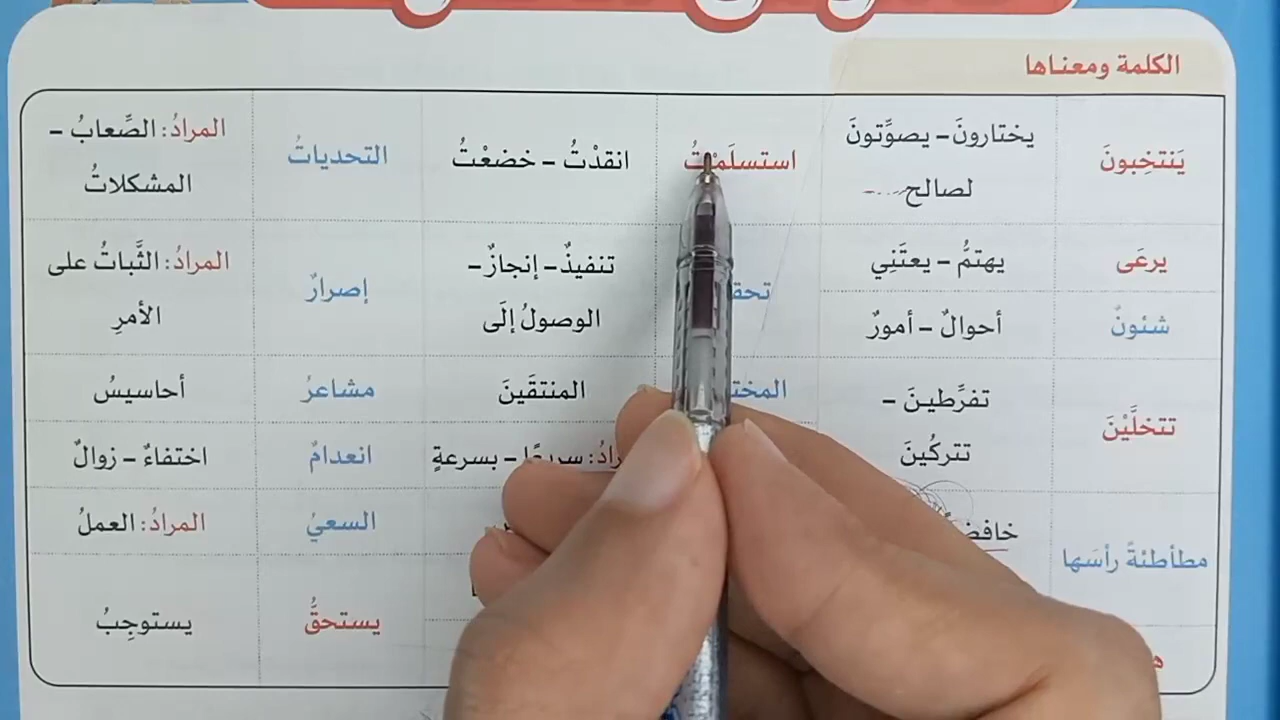 الكلمة ومعناها
يَنتخِبونَ
يختارونَ – يصوِّتونَ
لصالح
استسلَمْتُ
انقدْتُ – خضعْتُ
التحدياتُ
المرادُ: الصِّعابُ –
المشكلاتُ
يرعَى
يهتمُّ – يعتَنِي
شئونٌ
أحوالٌ – أمورٌ
تنفيذٌ – إنجازٌ –
الوصولُ إلَى
إصرارٌ
المرادُ: الثَّباتُ على
الأمرِ
تتخلَّيْنَ
تفرِّطينَ –
تتركُينَ
المنتقَينَ
مشاعرُ
أحاسيسُ
سريعًا – بسرعةٍ
انعدامٌ
اختفاءٌ – زوالٌ
مطأطئةً رأسَها
السعيُ
المرادُ: العملُ
يستحقُّ
يستوجِبُ